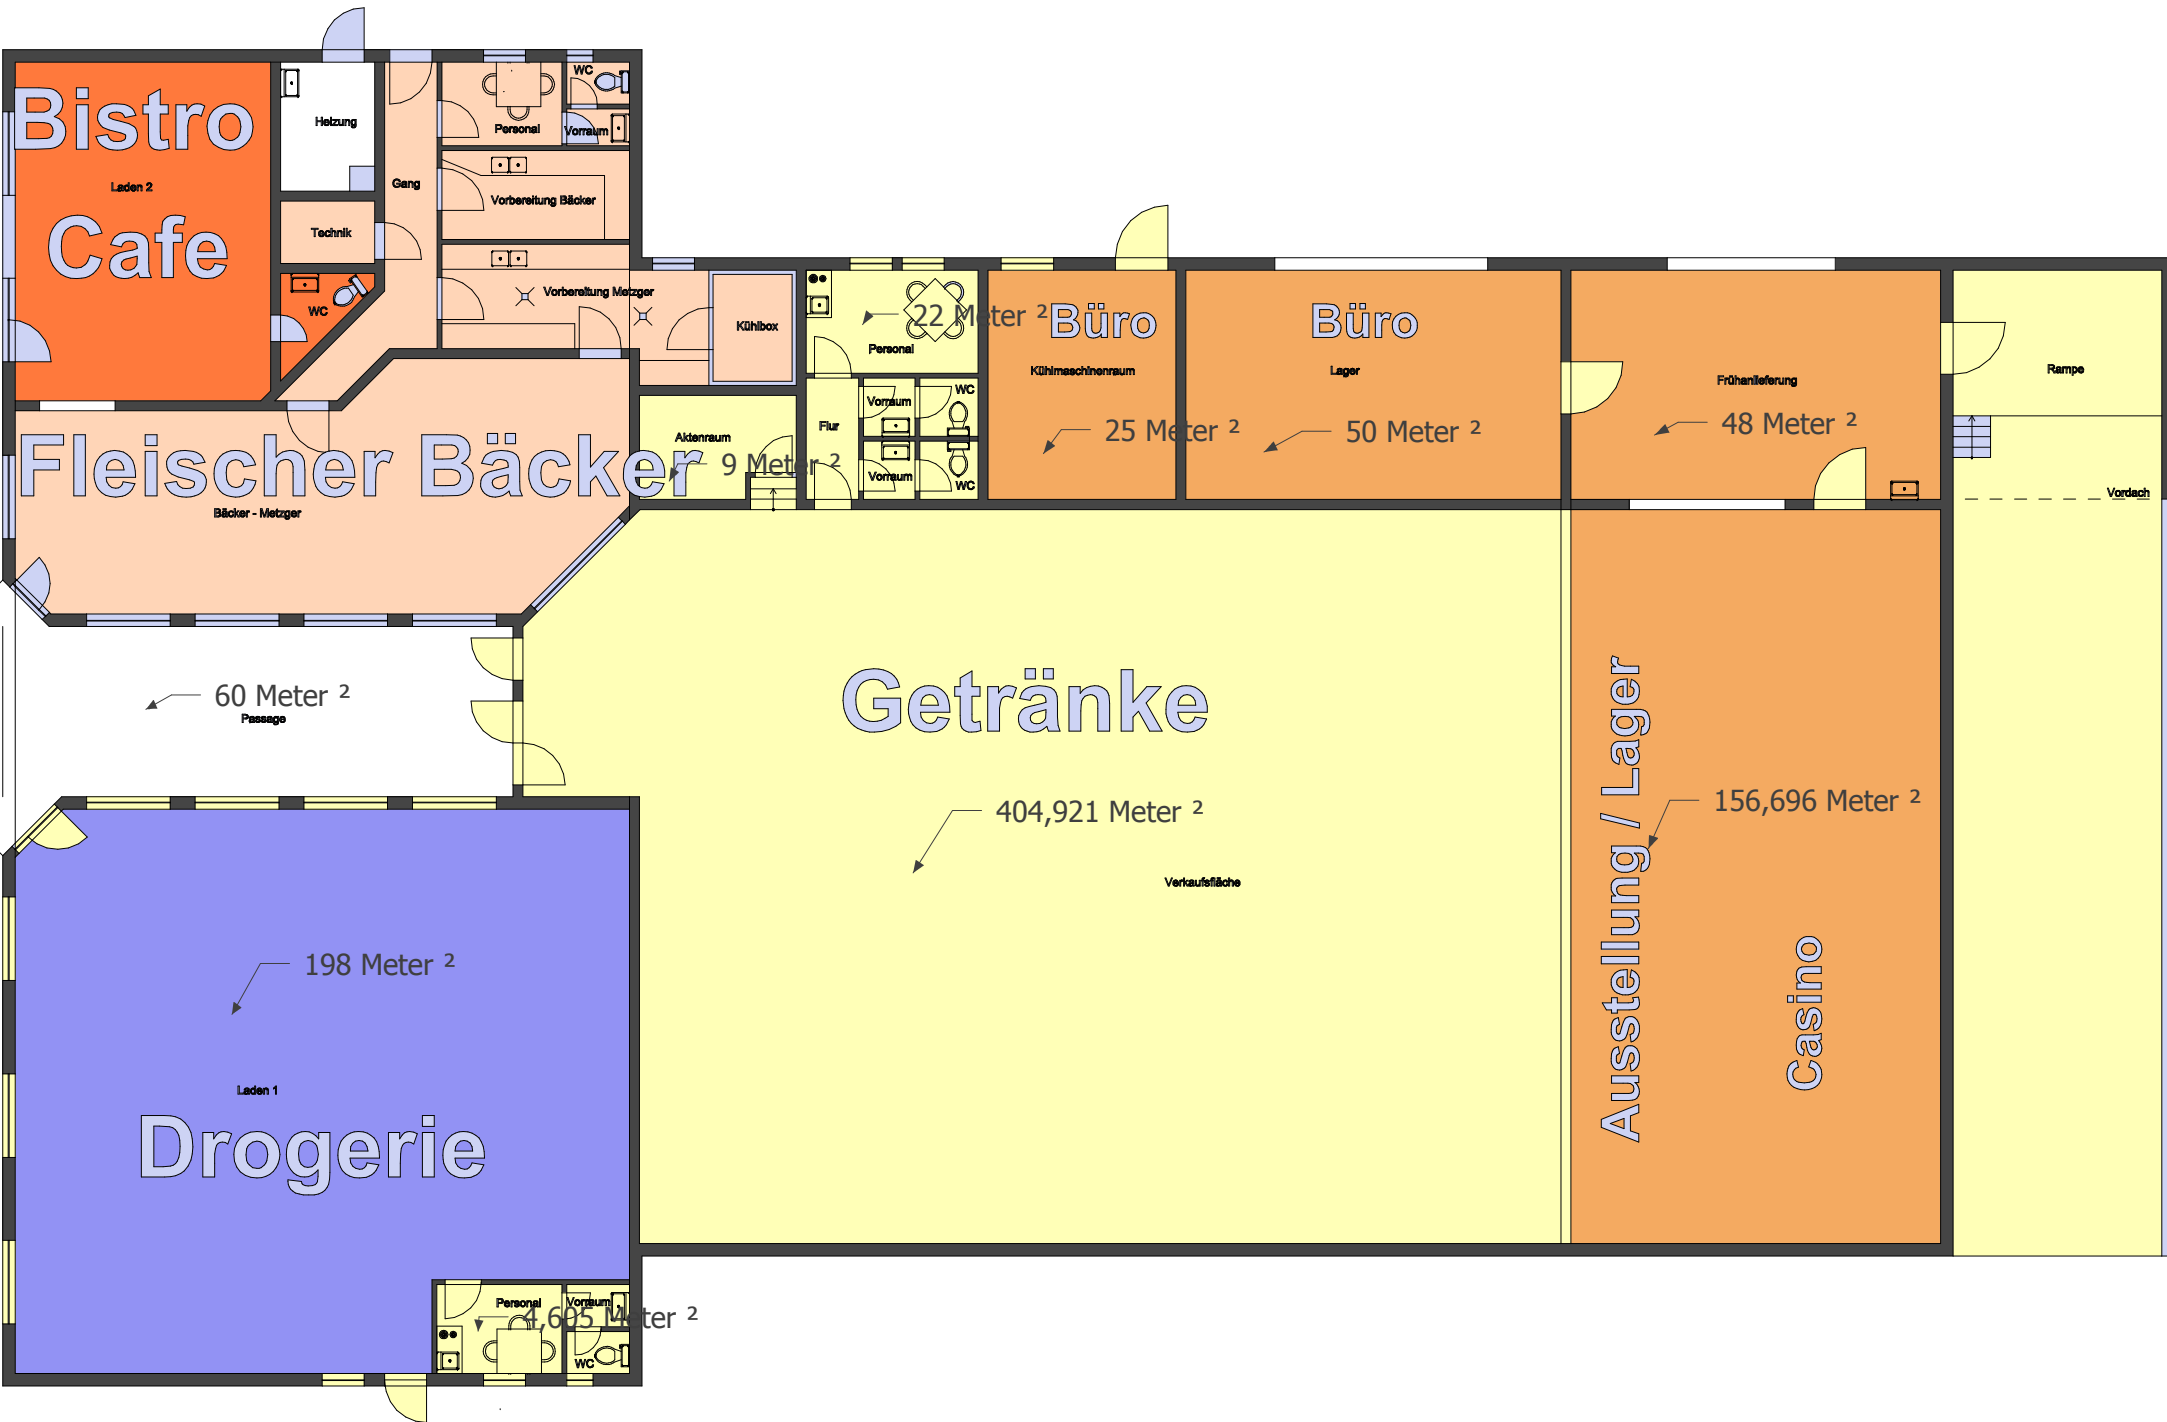 WC
Bistro
Heizung
Personal
Vorraum
Laden 2
Gang
Vorbereitung Bäcker
Cafe
Technik
WC
Vorbereitung Metzger
Kühlbox
22 Meter ²
Personal
Büro
Kühlmaschinenraum
25 Meter ²
Büro
Lager
50 Meter ²
Frühanlieferung
48 Meter ²
Rampe
Vordach
Fleischer Bäcker
Bäcker - Metzger
Aktenraum
9 Meter ²
Flur
Vorraum
WC
Vorraum
WC
60 Meter ²
Passage
Getränke
404,921 Meter ²
Verkaufsfläche
Ausstellung / Lager
156,696 Meter ²
Casino
198 Meter ²
Laden 1
Drogerie
Personal
Vorraum
4,605 Meter ²
WC